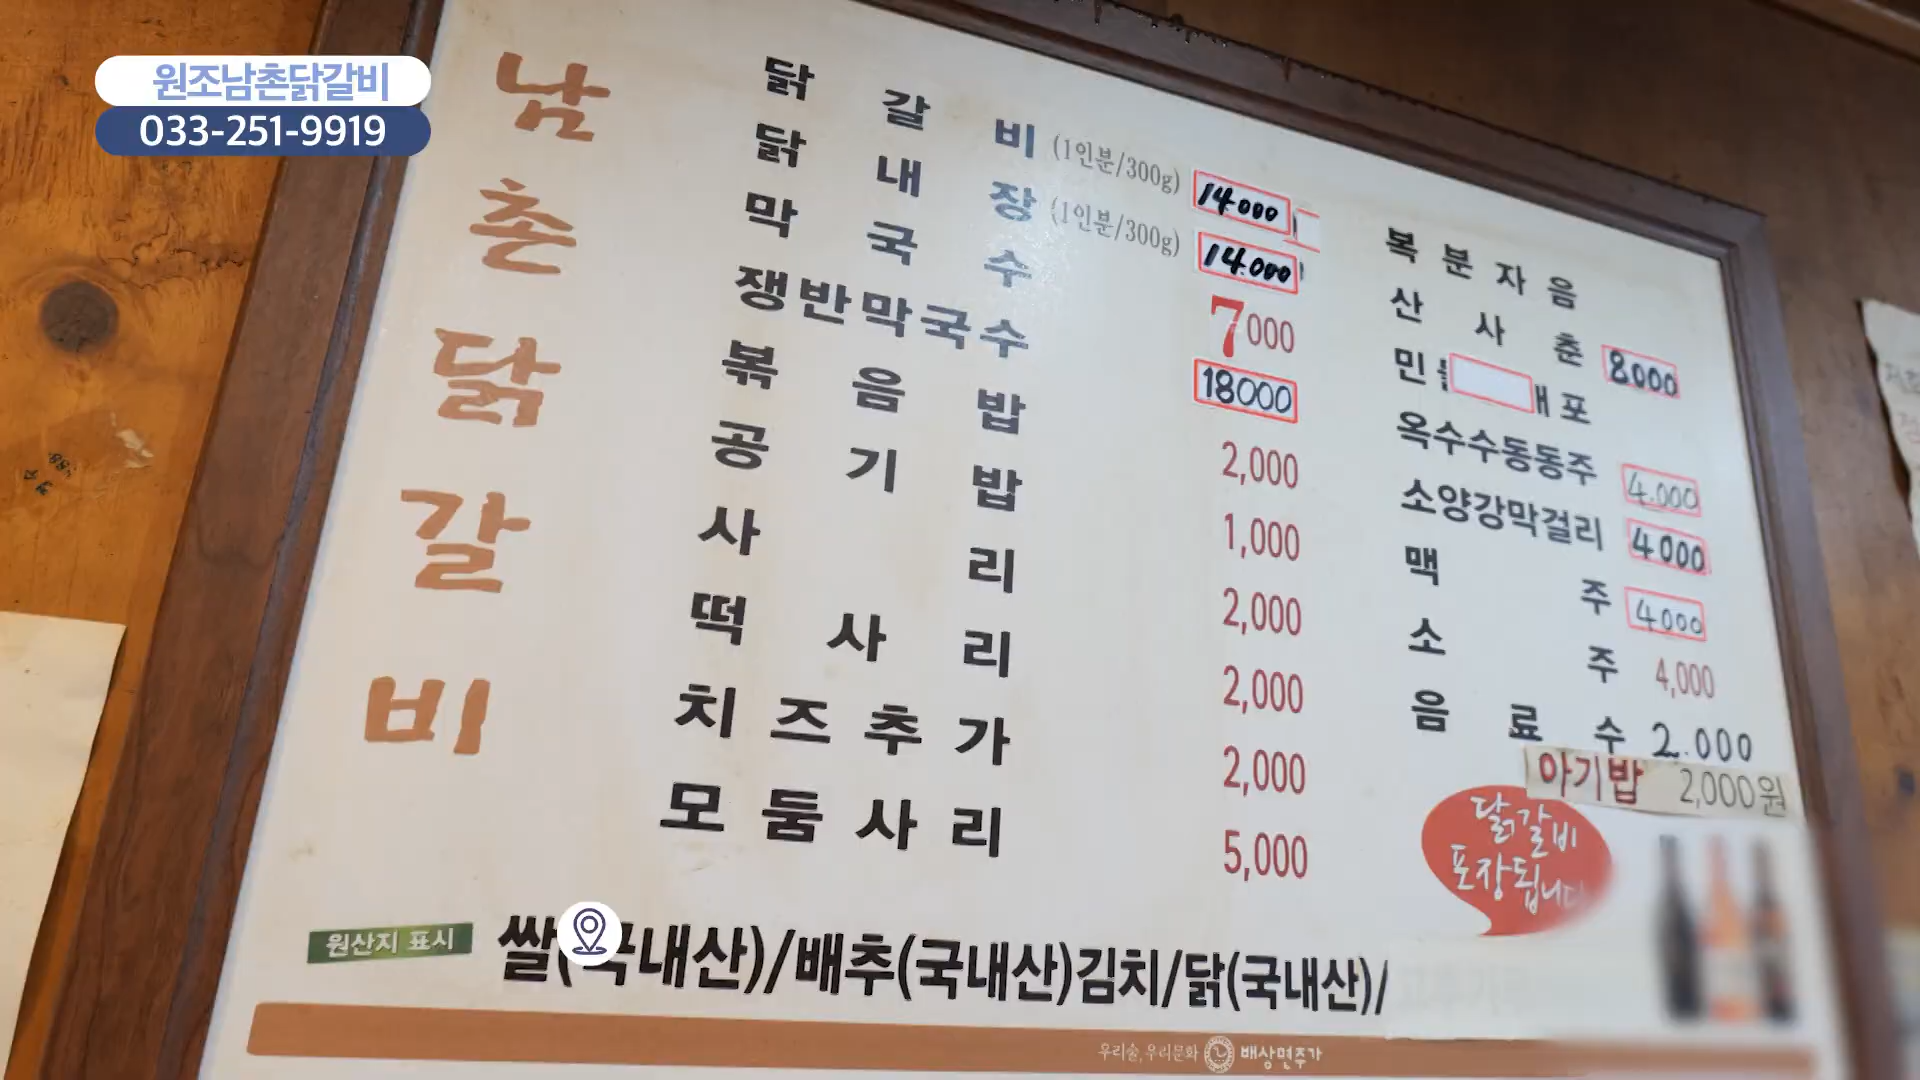 원조남촌닭갈비
033-251-9919
남촌닭갈비
닭갈비 (1인분/300g) 14000
닭내장 (1인분/300g) 14.000
막국수 7000
쟁반막국수 18000
볶음밥 2,000
공기밥 1,000
사리 2,000
떡사리 2,000
치즈추가 2,000
모둠사리 5,000
복분자음
산사춘 8000
민 포
옥수수동동주 4.000
소양강막걸리 4000
맥주 4000
소주 4,000
음료수 2.000
아기밥 2,000원
닭갈비
포장됩니다
원산지 표시
쌀(국내산)/배추(국내산)김치/닭(국내산)/
우리술, 우리문화 배상면주가